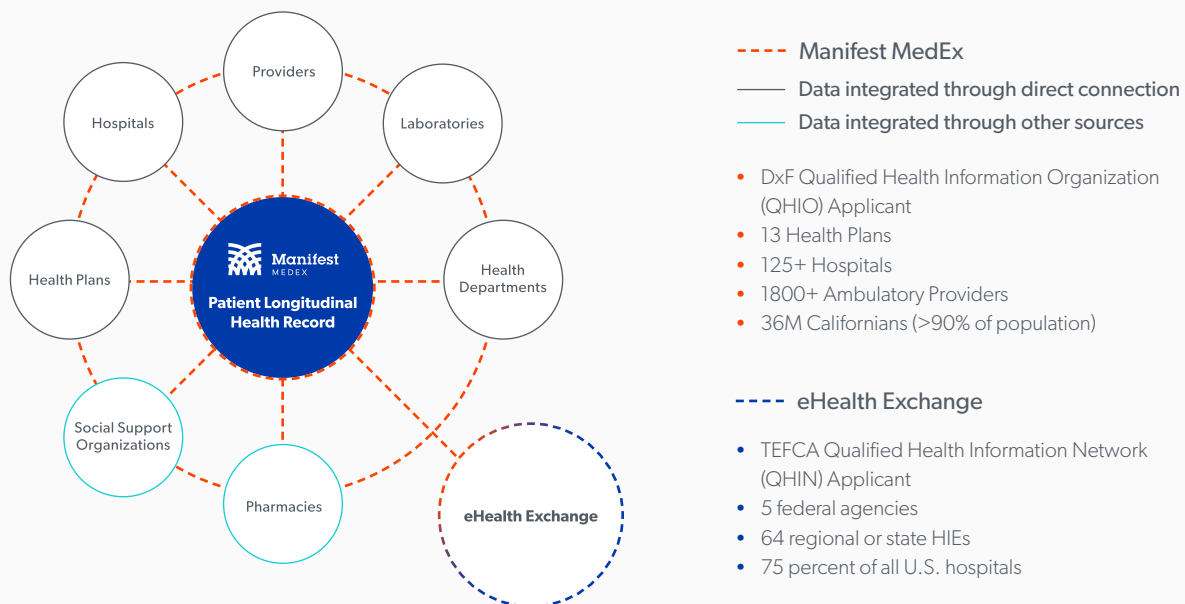 Providers
Hospitals
Laboratories
Health Plans
Manifest
MEDEX
Patient Longitudinal
Health Record
Health
Departments
Social Support
Organizations
Pharmacies
eHealth Exchange
Manifest MedEx
Data integrated through direct connection
Data integrated through other sources
• DxF Qualified Health Information Organization
(QHIO) Applicant
• 13 Health Plans
• 125+ Hospitals
• 1800+ Ambulatory Providers
• 36M Californians (>90% of population)
eHealth Exchange
• TEFCA Qualified Health Information Network
(QHIN) Applicant
• 5 federal agencies
• 64 regional or state HIEs
• 75 percent of all U.S. hospitals